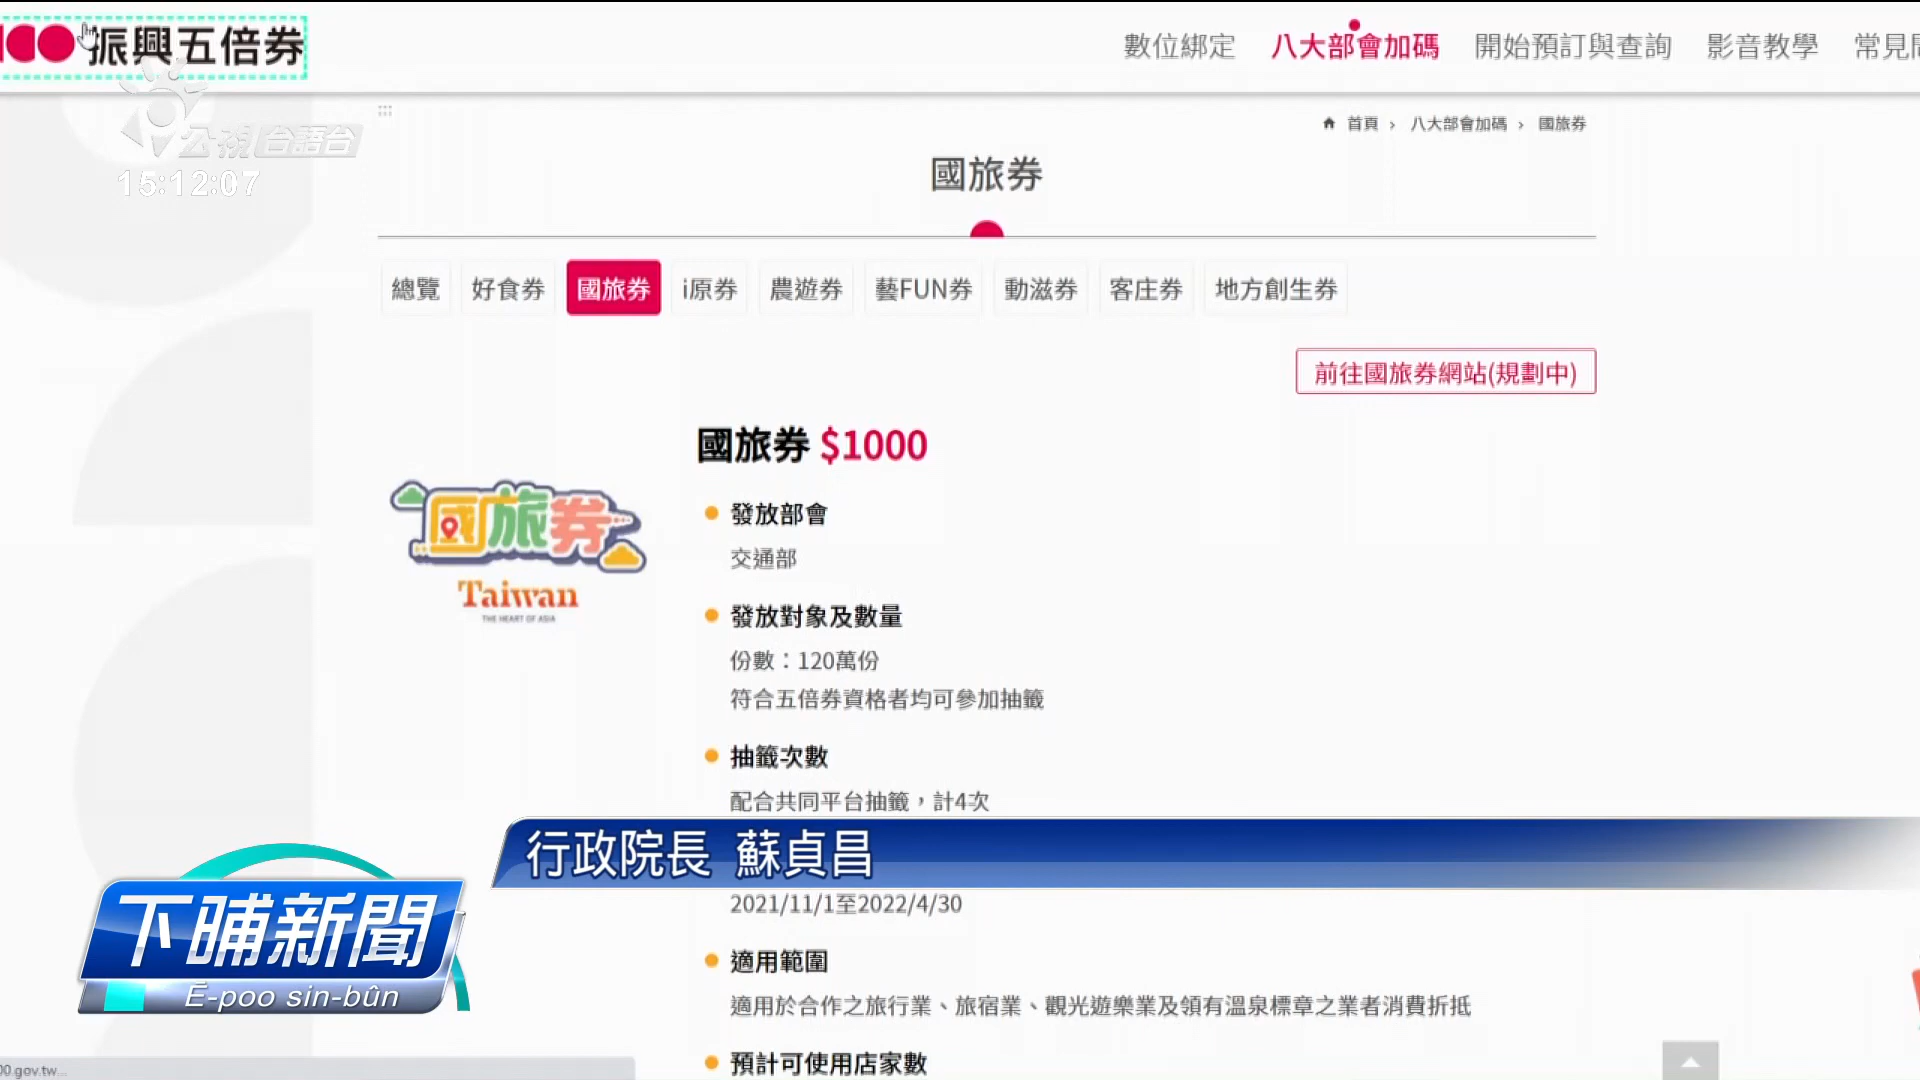 振興五倍券
數位綁定 八大部會加碼 開始預訂與查詢 影音教學 常見
公視台語台
15:12:07
首頁 › 八大部會加碼 › 國旅券
國旅券
總覽 好食券 國旅券 i原券 農遊券 藝FUN券 動滋券 客庄券 地方創生券
前往國旅券網站(規劃中)
國旅券 $1000
國旅券
Taiwan
THE HEART OF ASIA
發放部會
交通部
發放對象及數量
份數：120萬份
符合五倍券資格者均可參加抽籤
抽籤次數
配合共同平台抽籤，計4次
行政院長 蘇貞昌
2021/11/1至2022/4/30
下晡新聞
Ē-poo sin-bûn
適用範圍
適用於合作之旅行業、旅宿業、觀光遊樂業及領有溫泉標章之業者消費折抵
預計可使用店家數
00.gov.tw...